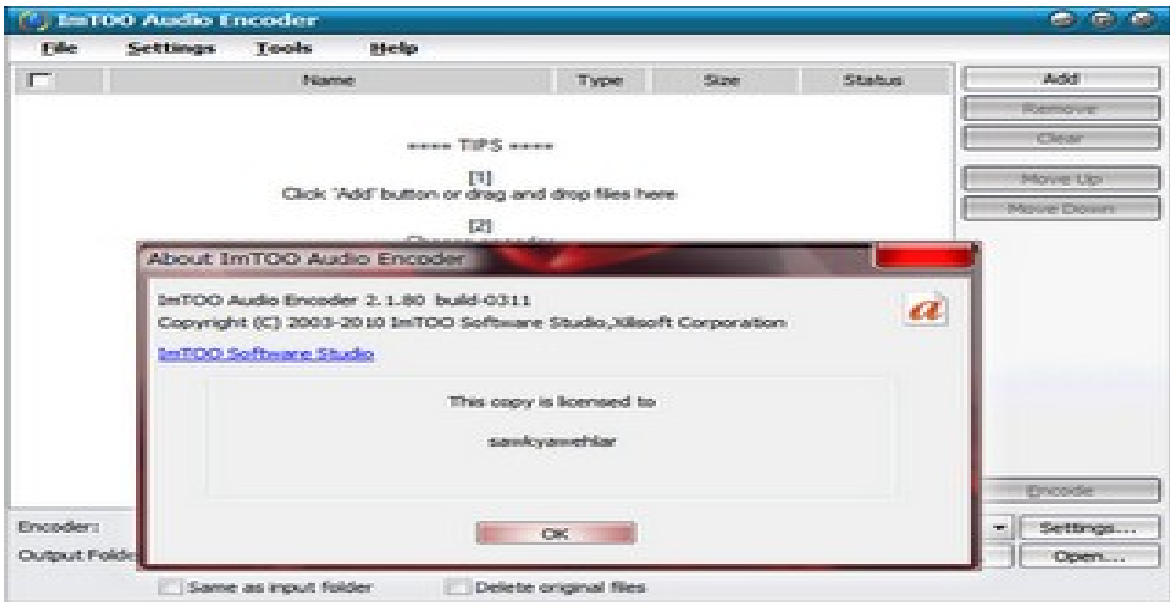 ImTOO Audio Encoder
File Settings Tools Help
Name Type Size Status
Add
Remove
Clear
Move Up
Move Down
==== TIPS ====
[1]
Click 'Add' button or drag and drop files here
[2]
About ImTOO Audio Encoder
ImTOO Audio Encoder 2.1.80 build-0311
Copyright (C) 2003-2010 ImTOO Software Studio,Xilisoft Corporation
ImTOO Software Studio
This copy is licensed to
sawkyawehlar
OK
Encode
Encoder:
Settings...
Output Folde
Open...
Same as input folder Delete original files